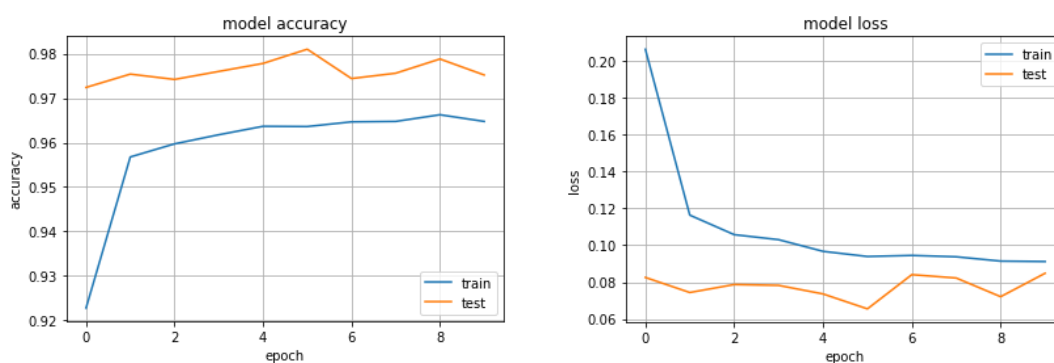 model accuracy
0.98
0.97
0.96
0.95
0.94
0.93
0.92
accuracy
0 2 4 6 8
epoch
train
test
model loss
0.20
0.18
0.16
0.14
0.12
0.10
0.08
0.06
loss
0 2 4 6 8
epoch
train
test